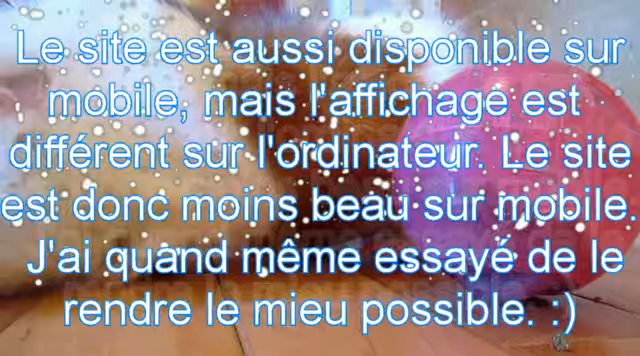 Le site est aussi disponible sur
mobile, mais l'affichage est
différent sur l'ordinateur. Le site
est donc moins beau sur mobile.
J'ai quand même essayé de le
rendre le mieu possible. :)